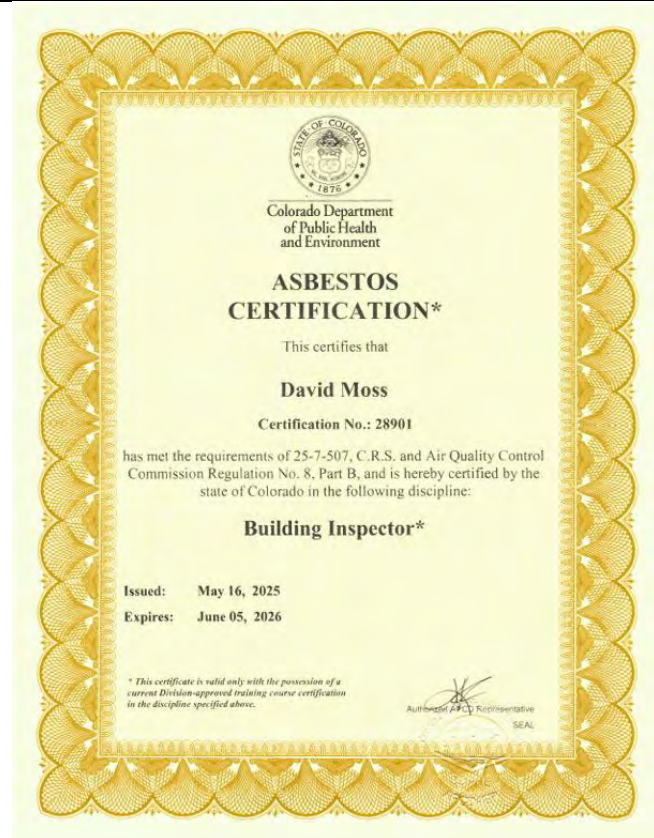 STATE OF COLORADO
1876
Colorado Department
of Public Health
and Environment
ASBESTOS
CERTIFICATION*
This certifies that
David Moss
Certification No.: 28901
has met the requirements of 25-7-507, C.R.S. and Air Quality Control
Commission Regulation No. 8, Part B, and is hereby certified by the
state of Colorado in the following discipline:
Building Inspector*
Issued: May 16, 2025
Expires: June 05, 2026
* This certificate is valid only with the possession of a
current Division-approved training course certification
in the discipline specified above.
Authorized APCD Representative
SEAL